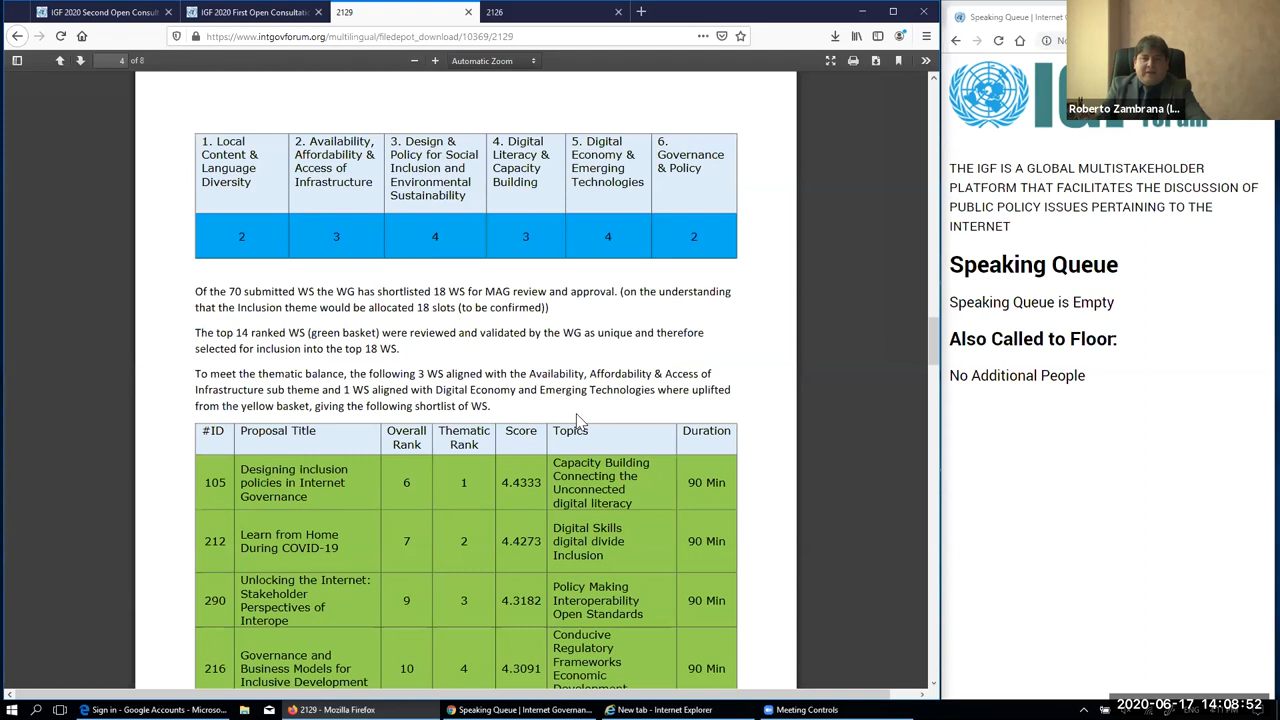 IGF 2020 Second Open Consult
IGF 2020 First Open Consultatio
2129
2126
https://www.intgovforum.org/multilingual/filedepot_download/10369/2129
4 of 8
Automatic Zoom
1. Local Content & Language Diversity
2. Availability, Affordability & Access of Infrastructure
3. Design & Policy for Social Inclusion and Environmental Sustainability
4. Digital Literacy & Capacity Building
5. Digital Economy & Emerging Technologies
6. Governance & Policy
2 3 4 3 4 2
Of the 70 submitted WS the WG has shortlisted 18 WS for MAG review and approval. (on the understanding
that the Inclusion theme would be allocated 18 slots (to be confirmed))
The top 14 ranked WS (green basket) were reviewed and validated by the WG as unique and therefore
selected for inclusion into the top 18 WS.
To meet the thematic balance, the following 3 WS aligned with the Availability, Affordability & Access of
Infrastructure sub theme and 1 WS aligned with Digital Economy and Emerging Technologies where uplifted
from the yellow basket, giving the following shortlist of WS.
#ID Proposal Title Overall Rank Thematic Rank Score Topics Duration
105 Designing inclusion policies in Internet Governance 6 1 4.4333 Capacity Building Connecting the Unconnected digital literacy 90 Min
212 Learn from Home During COVID-19 7 2 4.4273 Digital Skills digital divide Inclusion 90 Min
290 Unlocking the Internet: Stakeholder Perspectives of Interope 9 3 4.3182 Policy Making Interoperability Open Standards 90 Min
216 Governance and Business Models for Inclusive Development 10 4 4.3091 Conducive Regulatory Frameworks Economic Development 90 Min
Speaking Queue | Internet G
Roberto Zambrana (I...
THE IGF IS A GLOBAL MULTISTAKEHOLDER
PLATFORM THAT FACILITATES THE DISCUSSION OF
PUBLIC POLICY ISSUES PERTAINING TO THE
INTERNET
Speaking Queue
Speaking Queue is Empty
Also Called to Floor:
No Additional People
Sign in - Google Accounts - Mozilla...
2129 - Mozilla Firefox
Speaking Queue | Internet Governan...
New tab - Internet Explorer
Meeting Controls
2020-06-17 14:08:52